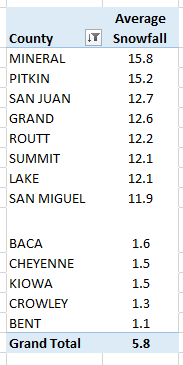 Average
County Snowfall
MINERAL 15.8
PITKIN 15.2
SAN JUAN 12.7
GRAND 12.6
ROUTT 12.2
SUMMIT 12.1
LAKE 12.1
SAN MIGUEL 11.9
BACA 1.6
CHEYENNE 1.5
KIOWA 1.5
CROWLEY 1.3
BENT 1.1
Grand Total 5.8